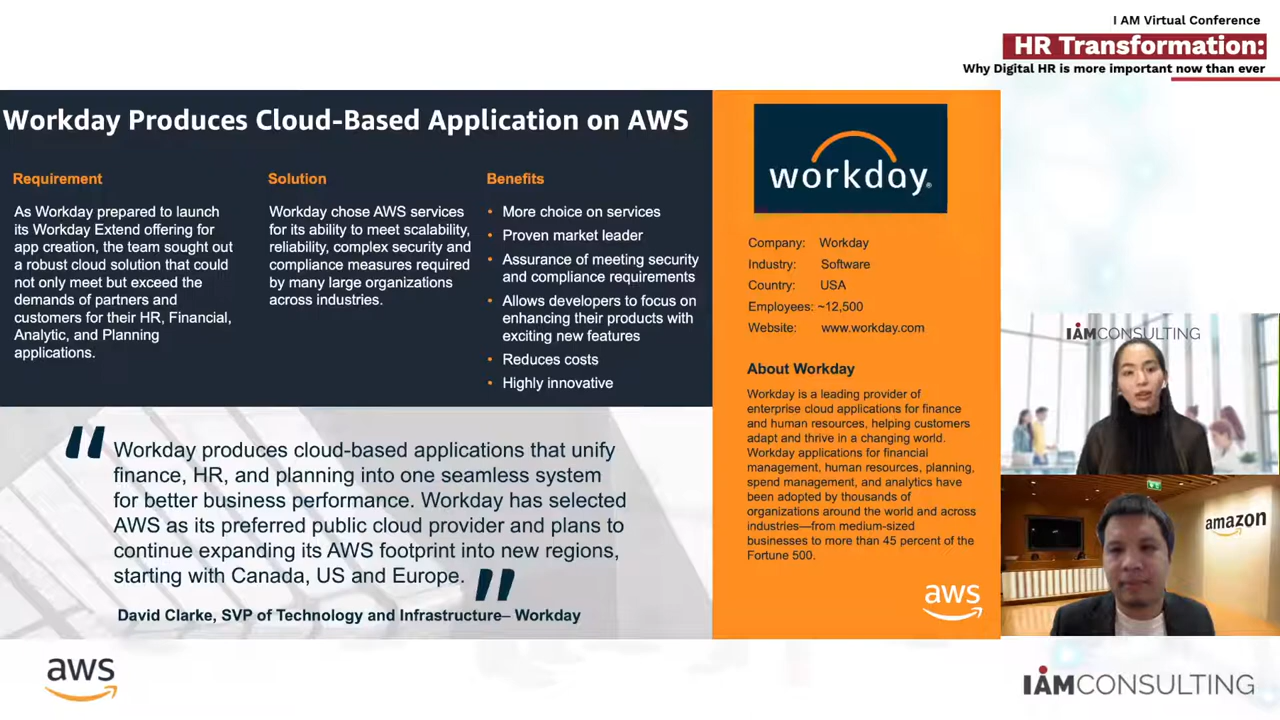 I AM Virtual Conference
HR Transformation:
Why Digital HR is more important now than ever
Workday Produces Cloud-Based Application on AWS
Requirement
As Workday prepared to launch
its Workday Extend offering for
app creation, the team sought out
a robust cloud solution that could
not only meet but exceed the
demands of partners and
customers for their HR, Financial,
Analytic, and Planning
applications.
Solution
Workday chose AWS services
for its ability to meet scalability,
reliability, complex security and
compliance measures required
by many large organizations
across industries.
Benefits
• More choice on services
• Proven market leader
• Assurance of meeting security
and compliance requirements
• Allows developers to focus on
enhancing their products with
exciting new features
• Reduces costs
• Highly innovative
“
Workday produces cloud-based applications that unify
finance, HR, and planning into one seamless system
for better business performance. Workday has selected
AWS as its preferred public cloud provider and plans to
continue expanding its AWS footprint into new regions,
starting with Canada, US and Europe. ”
David Clarke, SVP of Technology and Infrastructure– Workday
workday®
Company: Workday
Industry: Software
Country: USA
Employees: ~12,500
Website: www.workday.com
About Workday
Workday is a leading provider of
enterprise cloud applications for finance
and human resources, helping customers
adapt and thrive in a changing world.
Workday applications for financial
management, human resources, planning,
spend management, and analytics have
been adopted by thousands of
organizations around the world and across
industries—from medium-sized
businesses to more than 45 percent of the
Fortune 500.
aws
IAMCONSULTING
amazon
aws
IAMCONSULTING